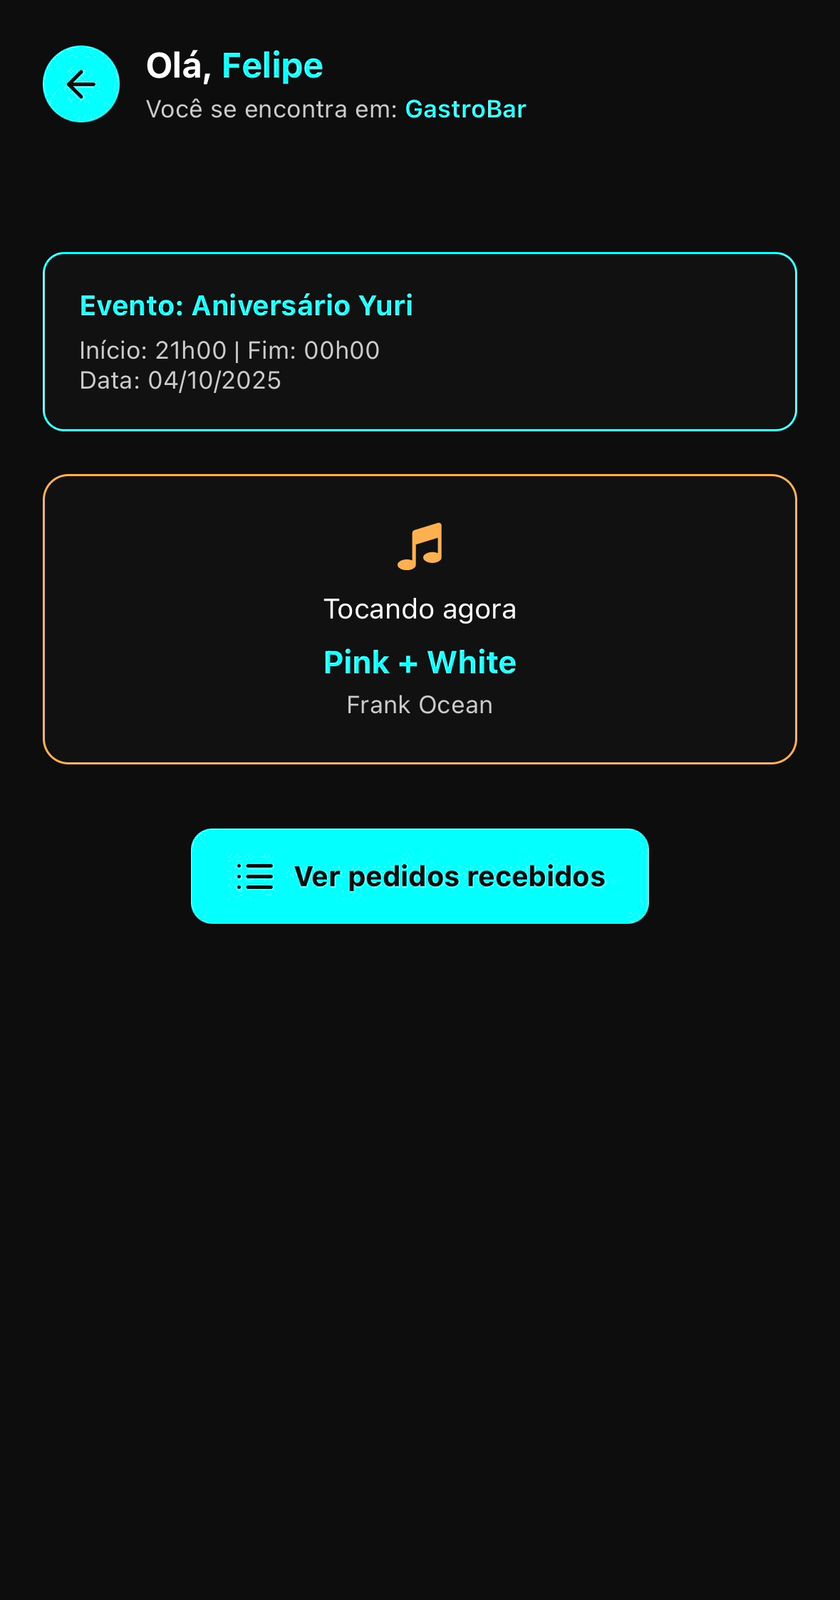 Olá, Felipe
Você se encontra em: GastroBar
Evento: Aniversário Yuri
Início: 21h00 | Fim: 00h00
Data: 04/10/2025
Tocando agora
Pink + White
Frank Ocean
Ver pedidos recebidos